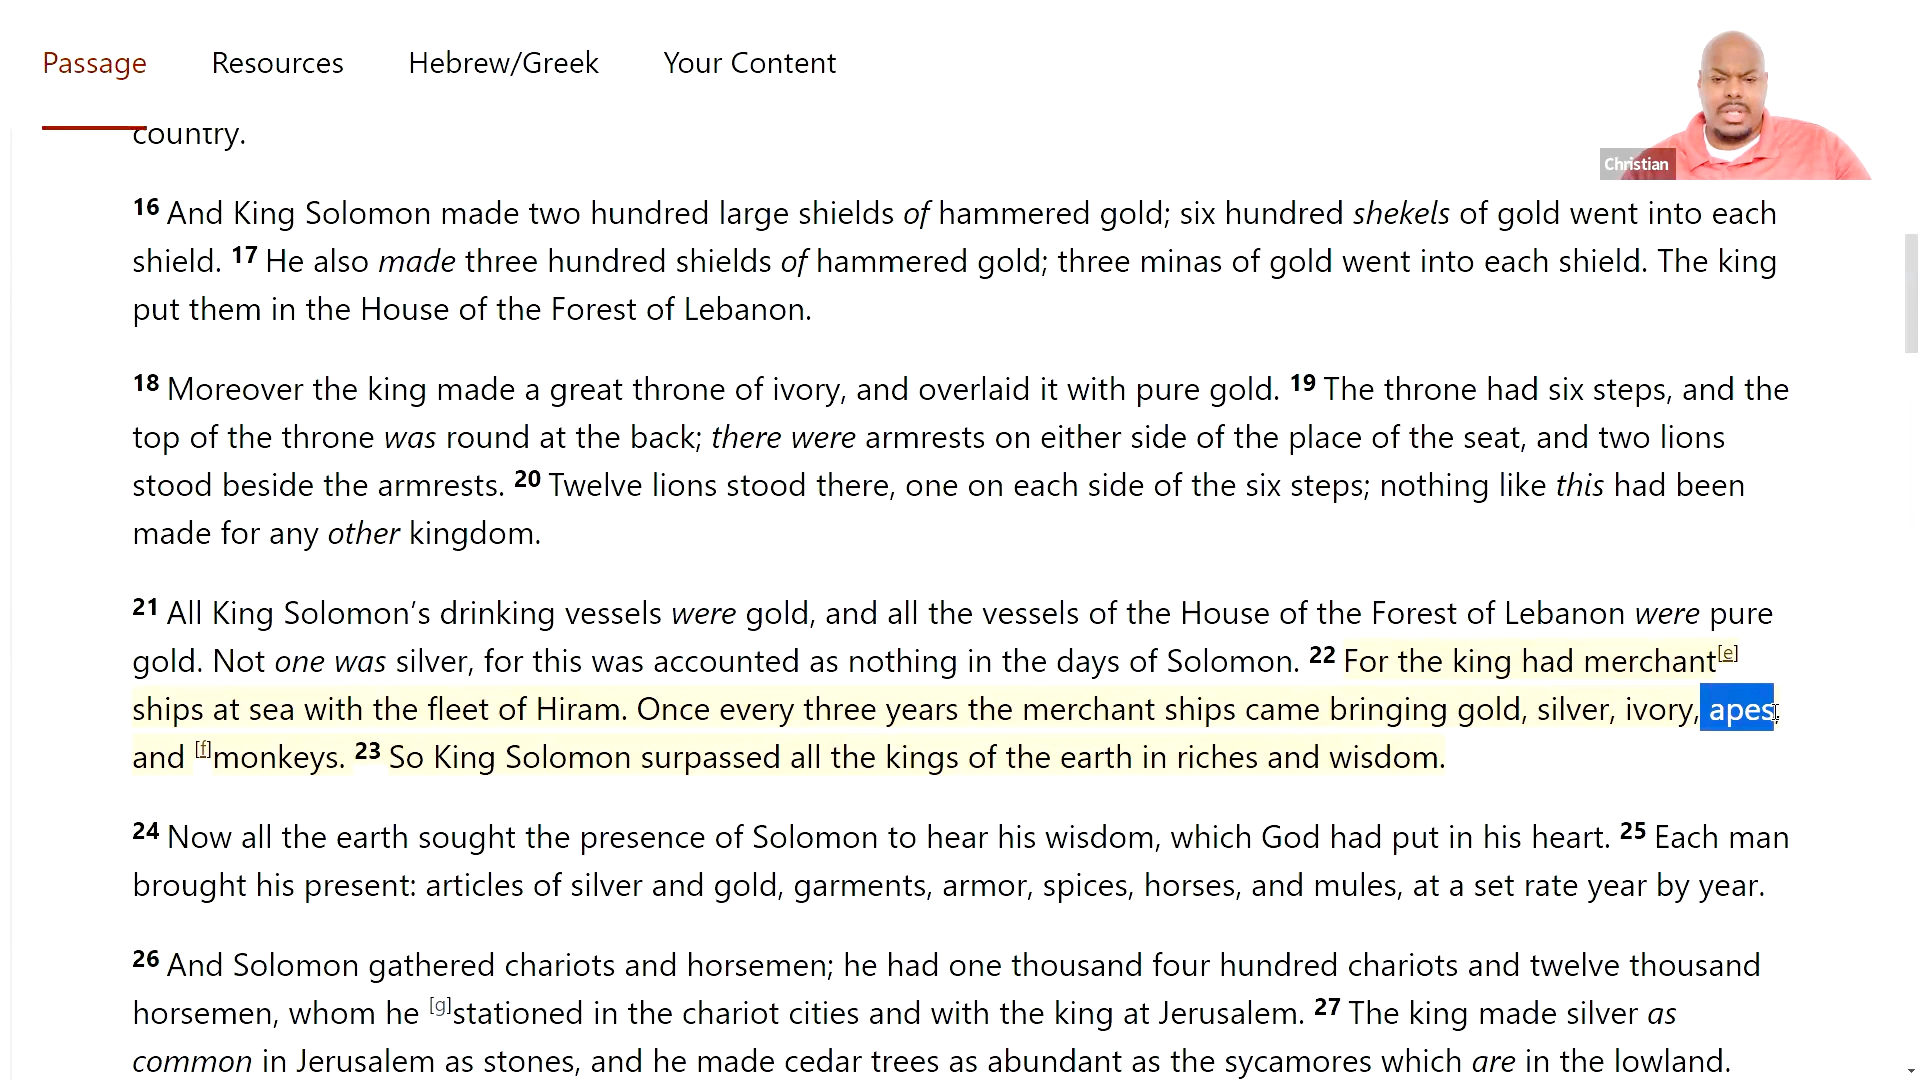 Passage Resources Hebrew/Greek Your Content
Christian
country.
16 And King Solomon made two hundred large shields of hammered gold; six hundred shekels of gold went into each
shield. 17 He also made three hundred shields of hammered gold; three minas of gold went into each shield. The king
put them in the House of the Forest of Lebanon.
18 Moreover the king made a great throne of ivory, and overlaid it with pure gold. 19 The throne had six steps, and the
top of the throne was round at the back; there were armrests on either side of the place of the seat, and two lions
stood beside the armrests. 20 Twelve lions stood there, one on each side of the six steps; nothing like this had been
made for any other kingdom.
21 All King Solomon’s drinking vessels were gold, and all the vessels of the House of the Forest of Lebanon were pure
gold. Not one was silver, for this was accounted as nothing in the days of Solomon. 22 For the king had merchant[e]
ships at sea with the fleet of Hiram. Once every three years the merchant ships came bringing gold, silver, ivory, apes,
and [f]monkeys. 23 So King Solomon surpassed all the kings of the earth in riches and wisdom.
24 Now all the earth sought the presence of Solomon to hear his wisdom, which God had put in his heart. 25 Each man
brought his present: articles of silver and gold, garments, armor, spices, horses, and mules, at a set rate year by year.
26 And Solomon gathered chariots and horsemen; he had one thousand four hundred chariots and twelve thousand
horsemen, whom he [g]stationed in the chariot cities and with the king at Jerusalem. 27 The king made silver as
common in Jerusalem as stones, and he made cedar trees as abundant as the sycamores which are in the lowland.